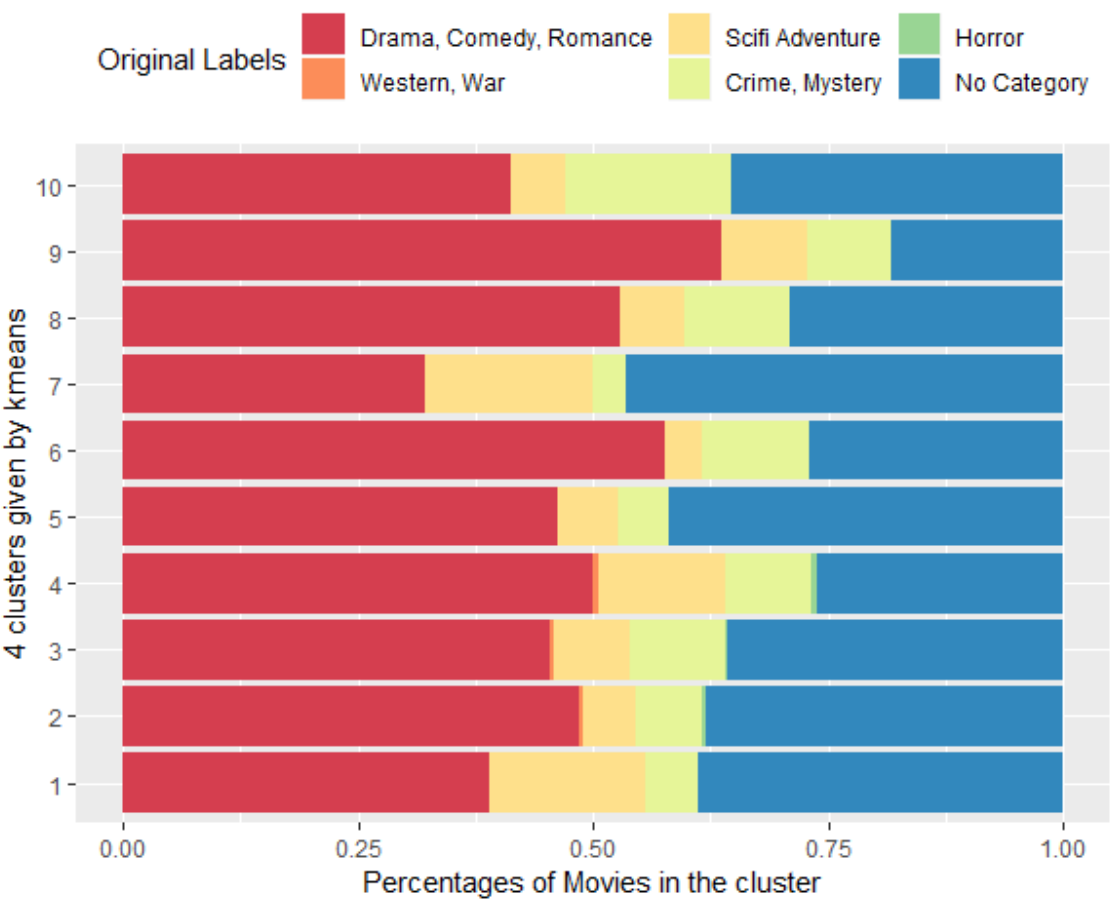 Original Labels
Drama, Comedy, Romance
Scifi Adventure
Horror
Western, War
Crime, Mystery
No Category
4 clusters given by kmeans
10
9
8
7
6
5
4
3
2
1
0.00 0.25 0.50 0.75 1.00
Percentages of Movies in the cluster